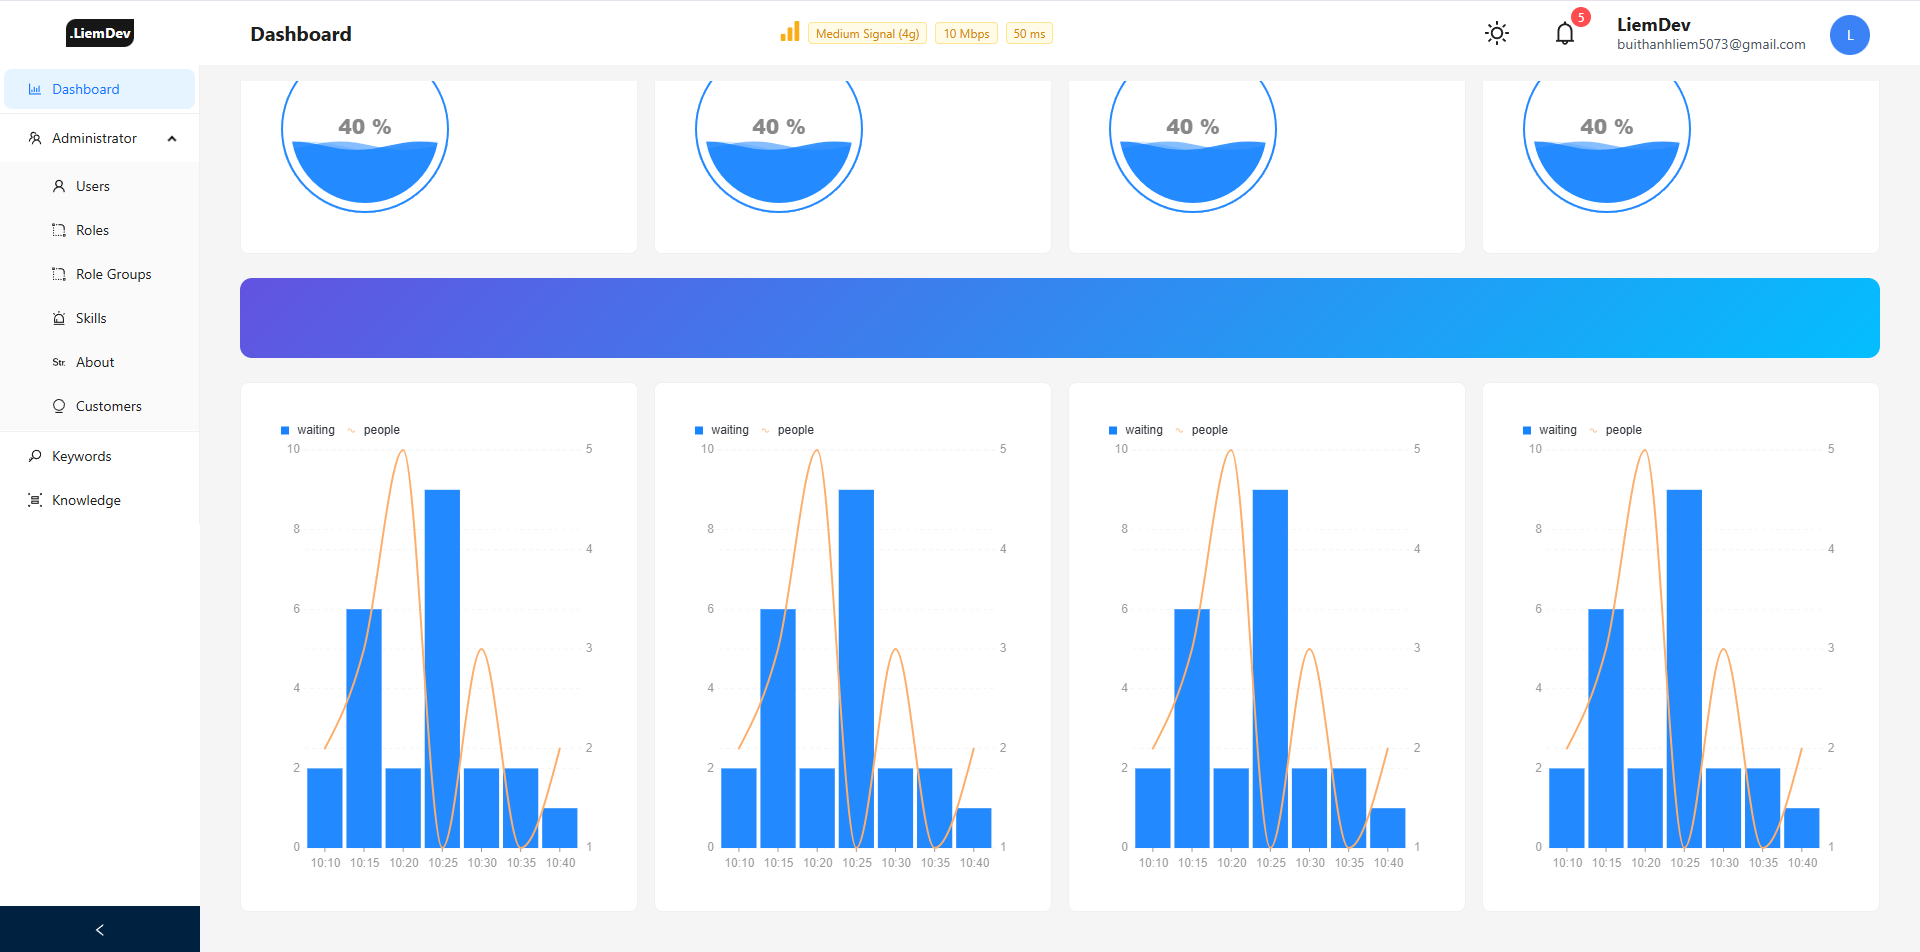 .LiemDev
Dashboard
Medium Signal (4g) 10 Mbps 50 ms
5
LiemDev
buithanhliem5073@gmail.com
L
Dashboard
Administrator
Users
Roles
Role Groups
Skills
Str. About
Customers
Keywords
Knowledge
40 %
40 %
40 %
40 %
waiting people
10 8 6 4 2 0
5 4 3 2 1
10:10 10:15 10:20 10:25 10:30 10:35 10:40
waiting people
10 8 6 4 2 0
5 4 3 2 1
10:10 10:15 10:20 10:25 10:30 10:35 10:40
waiting people
10 8 6 4 2 0
5 4 3 2 1
10:10 10:15 10:20 10:25 10:30 10:35 10:40
waiting people
10 8 6 4 2 0
5 4 3 2 1
10:10 10:15 10:20 10:25 10:30 10:35 10:40